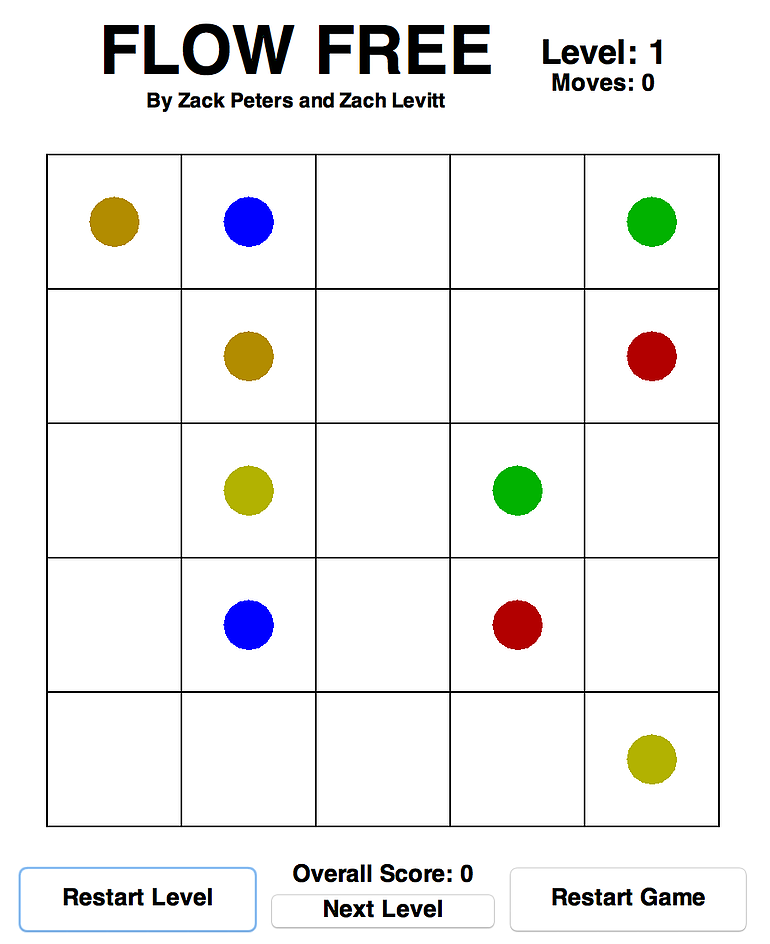 FLOW FREE
Level: 1
Moves: 0
By Zack Peters and Zach Levitt
Restart Level
Overall Score: 0
Next Level
Restart Game